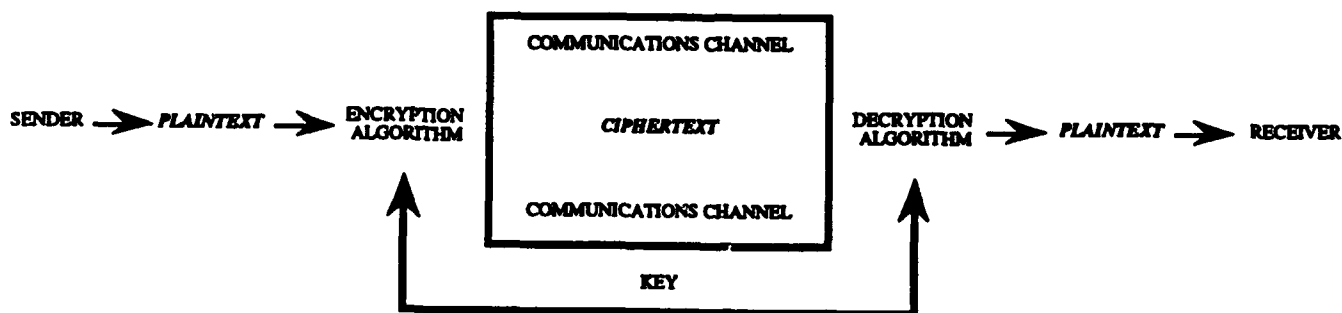 COMMUNICATIONS CHANNEL
SENDER
PLAINTEXT
ENCRYPTION
ALGORITHM
CIPHERTEXT
DECRYPTION
ALGORITHM
PLAINTEXT
RECEIVER
COMMUNICATIONS CHANNEL
KEY